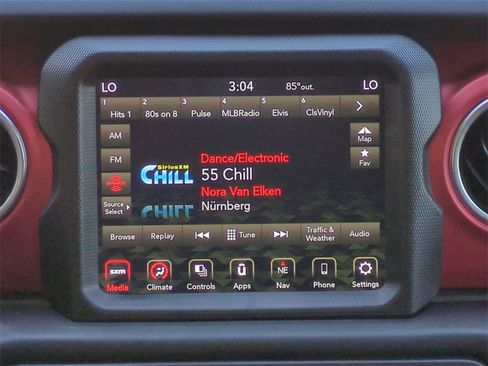 LO 3:04 85°out. LO
1 2 3 4 5 6
Hits 1 80s on 8 Pulse MLBRadio Elvis ClsVinyl
AM
Map
FM
Fav
SiriusXM
CHILL
Dance/Electronic
55 Chill
Nora Van Elken
Nürnberg
Source
Select
CHILL
Browse Replay Tune Traffic & Weather Audio
sxm ū NE
Media Climate Controls Apps Nav Phone Settings